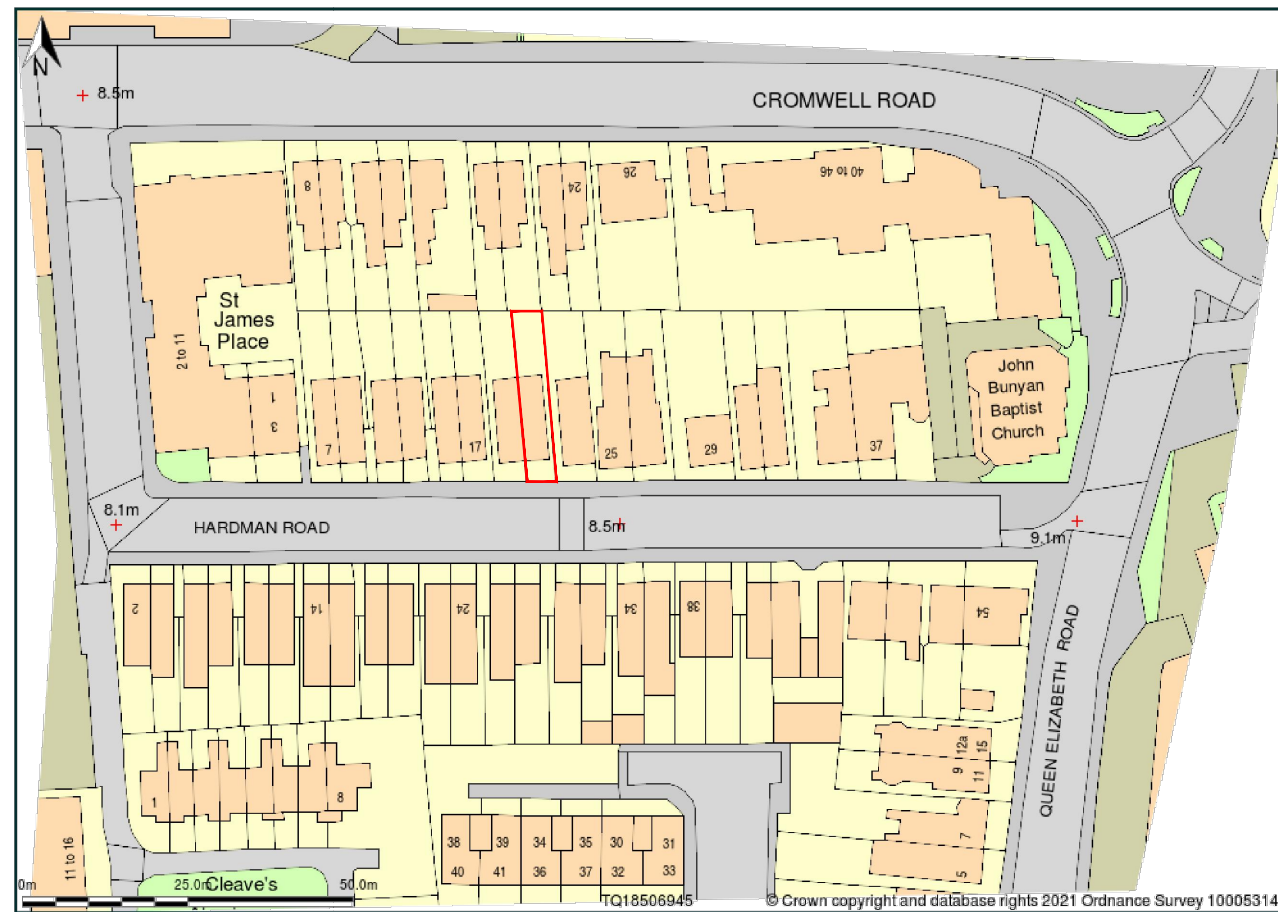 N
8.5m
CROMWELL ROAD
8
24
26
40 to 46
St
James
Place
2 to 11
1
3
7
17
25
29
37
John
Bunyan
Baptist
Church
8.1m
HARDMAN ROAD
8.5m
9.1m
2
14
24
34
38
54
QUEEN ELIZABETH ROAD
12a
15
9
11
1
8
7
5
38
39
34
35
30
31
40
41
36
37
32
33
11 to 16
0m
25.0m
Cleave's
50.0m
TQ18506945
© Crown copyright and database rights 2021 Ordnance Survey 10005314